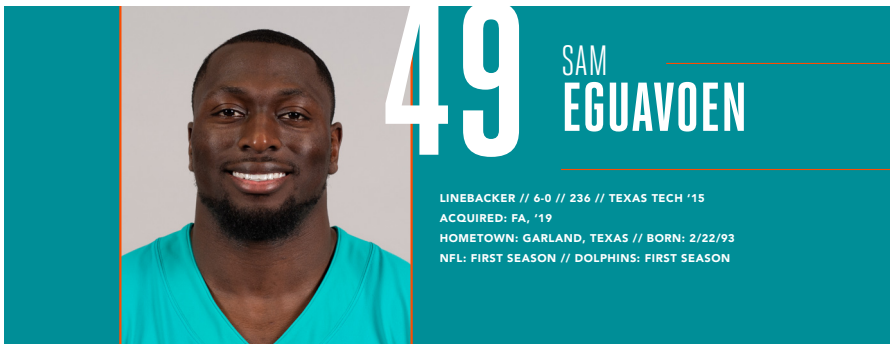 49
SAM
EGUAVOEN
LINEBACKER // 6-0 // 236 // TEXAS TECH ‘15
ACQUIRED: FA, ‘19
HOMETOWN: GARLAND, TEXAS // BORN: 2/22/93
NFL: FIRST SEASON // DOLPHINS: FIRST SEASON